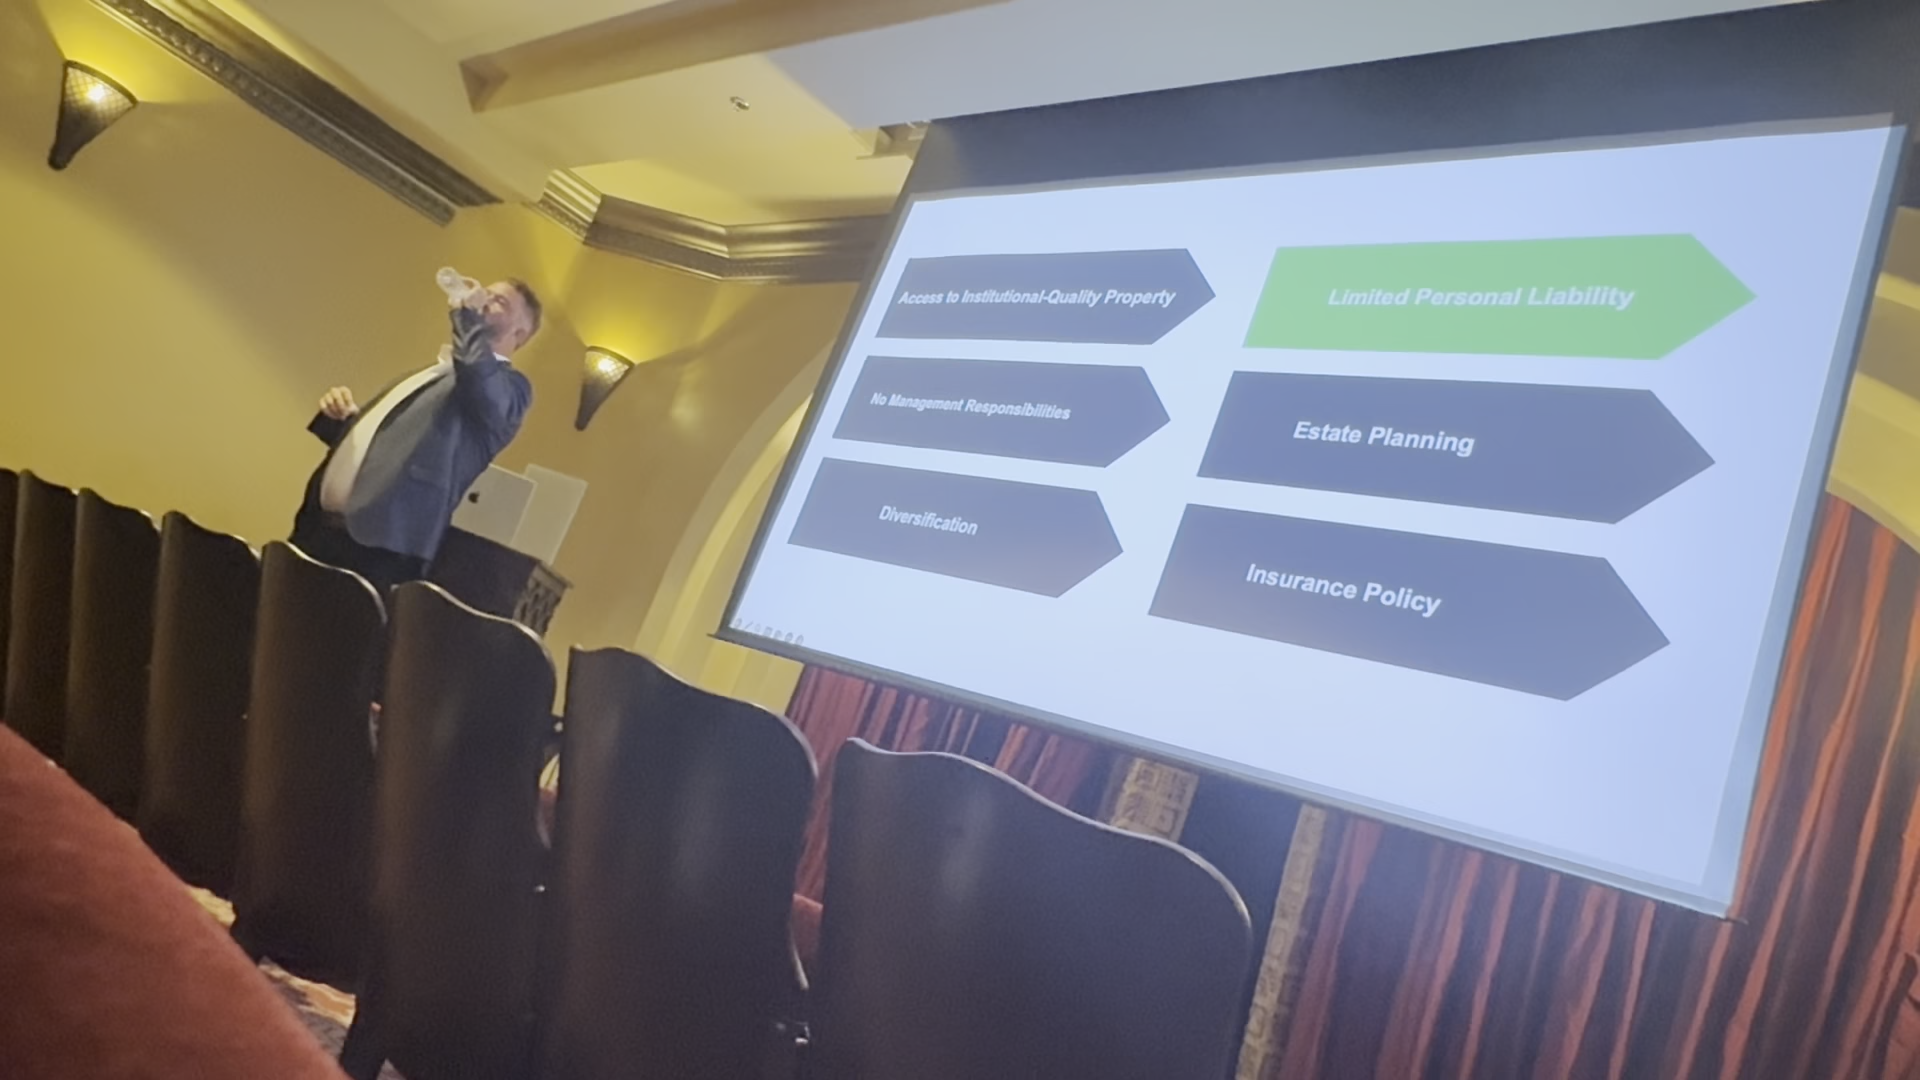 Access to Institutional-Quality Property
No Management Responsibilities
Diversification
Limited Personal Liability
Estate Planning
Insurance Policy